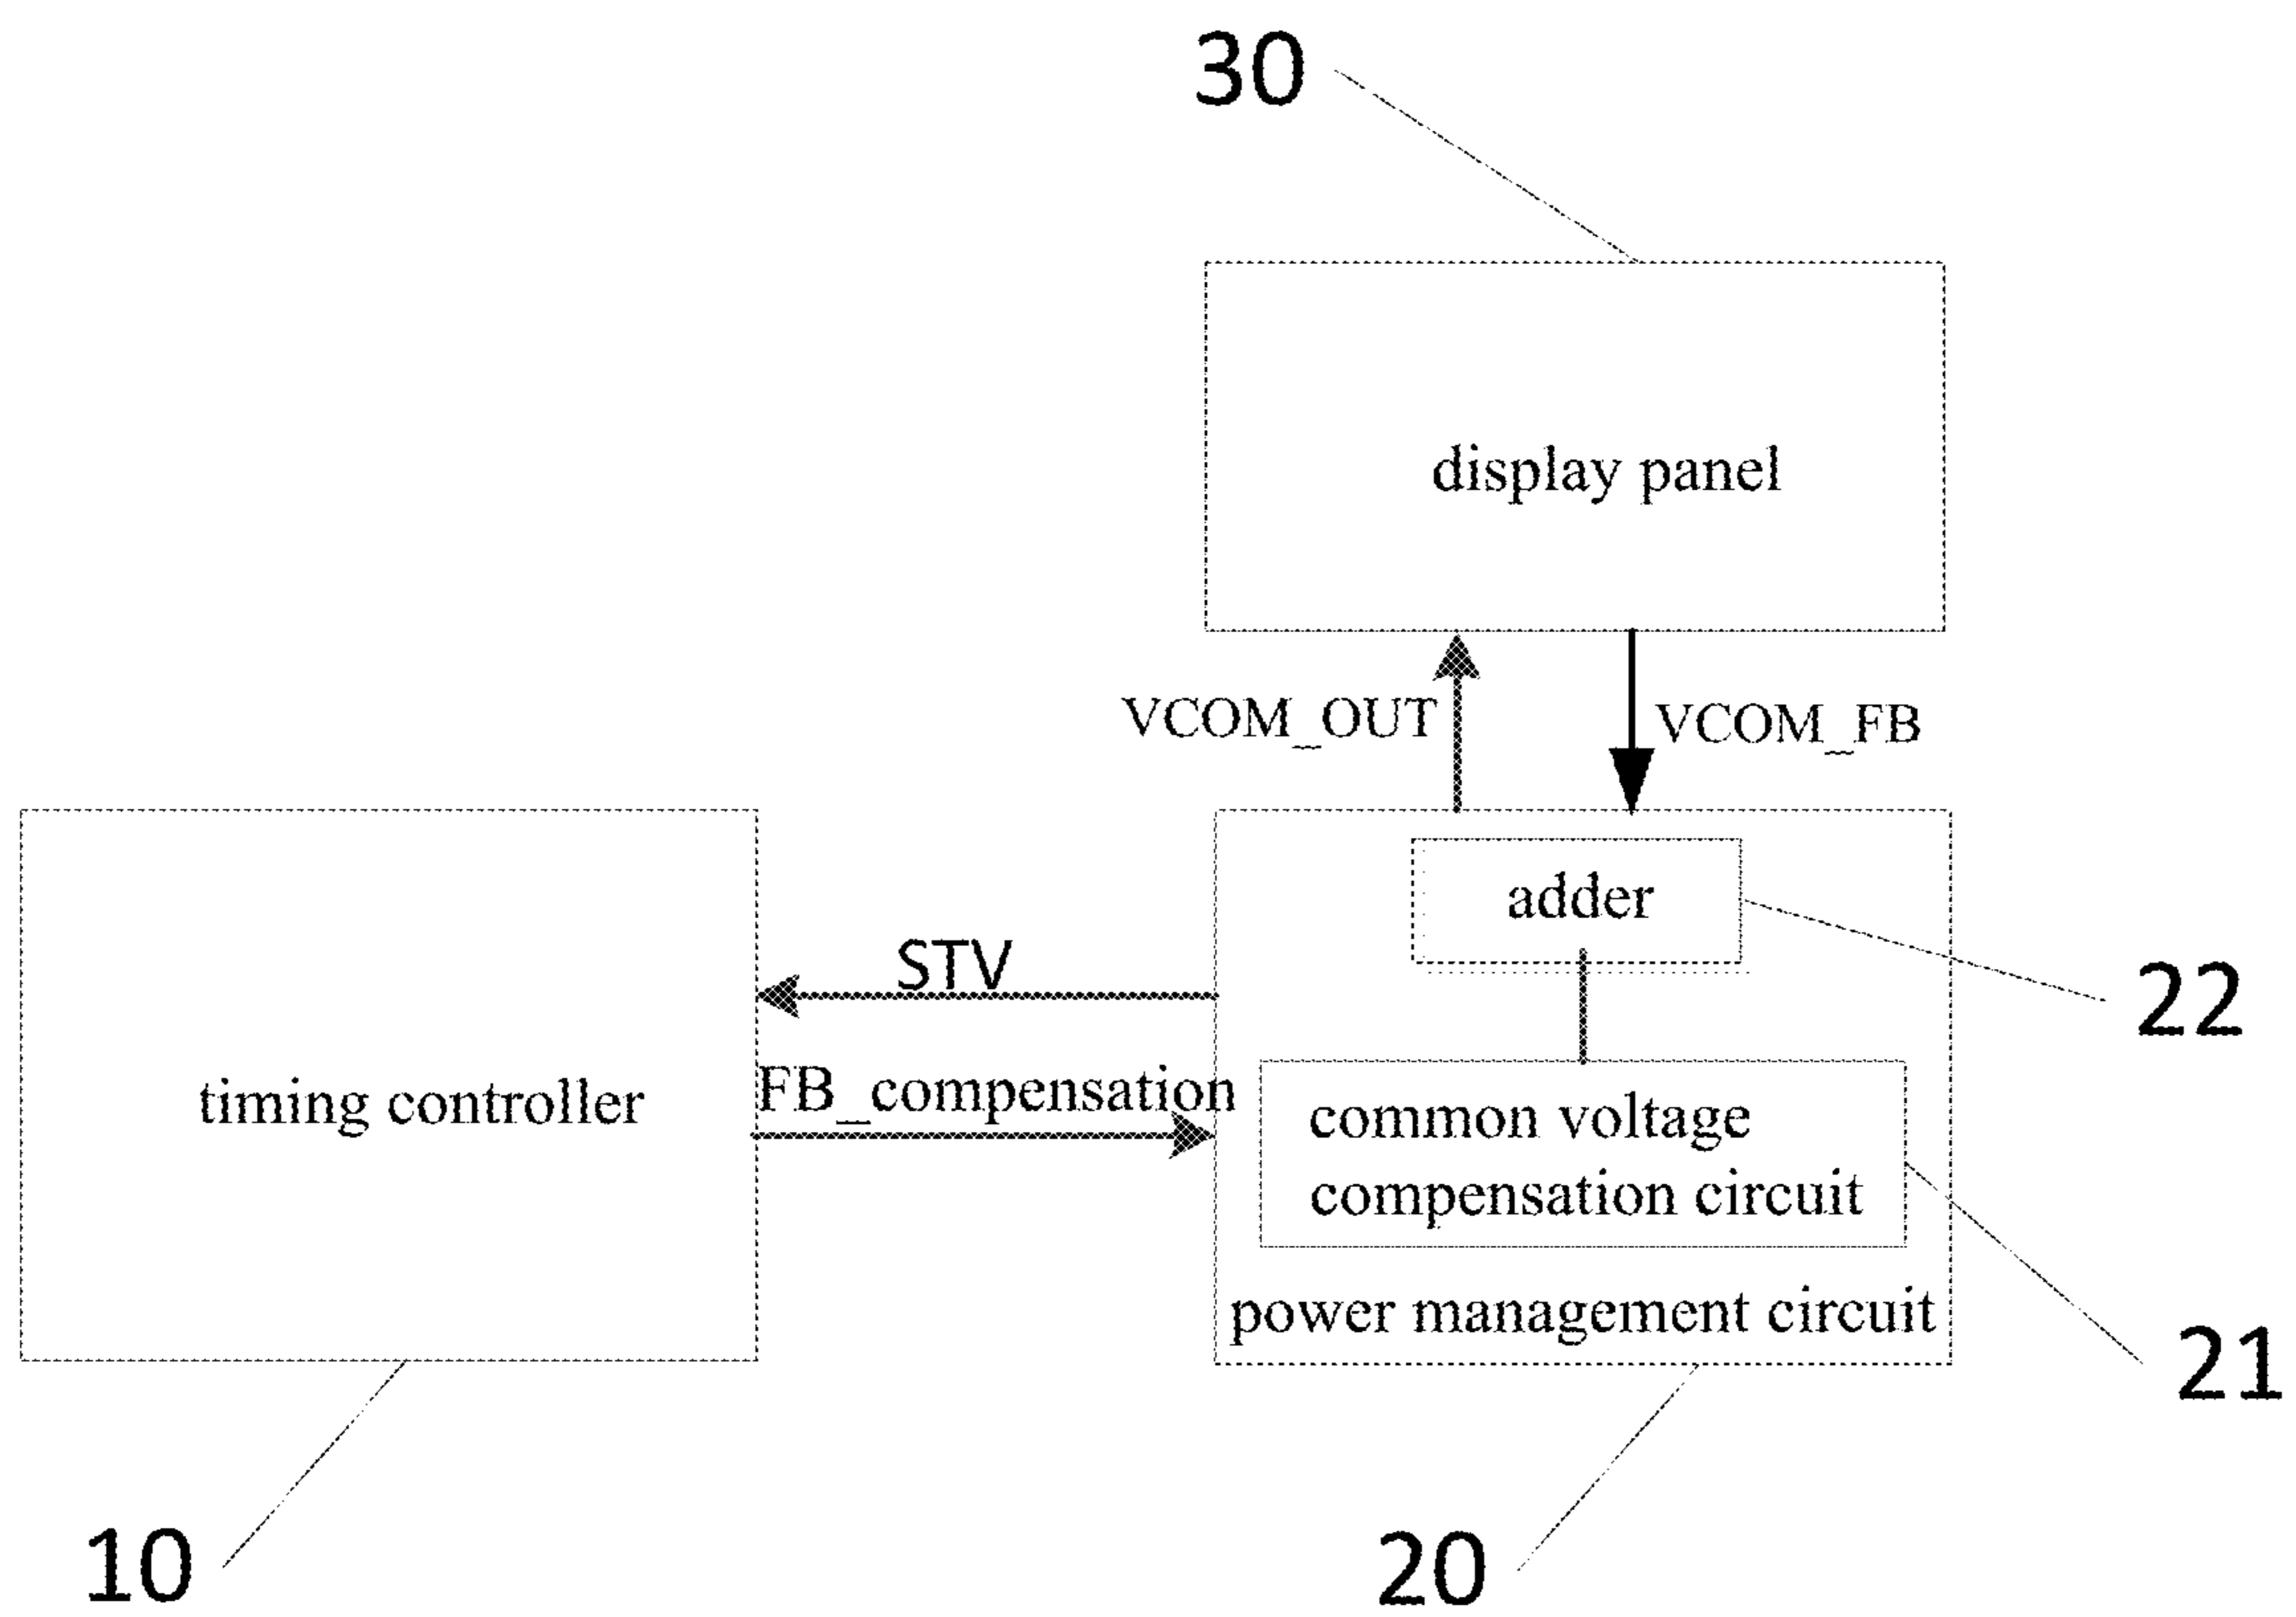 30
display panel
VCOM_OUT
VCOM_FB
adder
STV
22
timing controller
FB_compensation
common voltage
compensation circuit
power management circuit
21
10
20